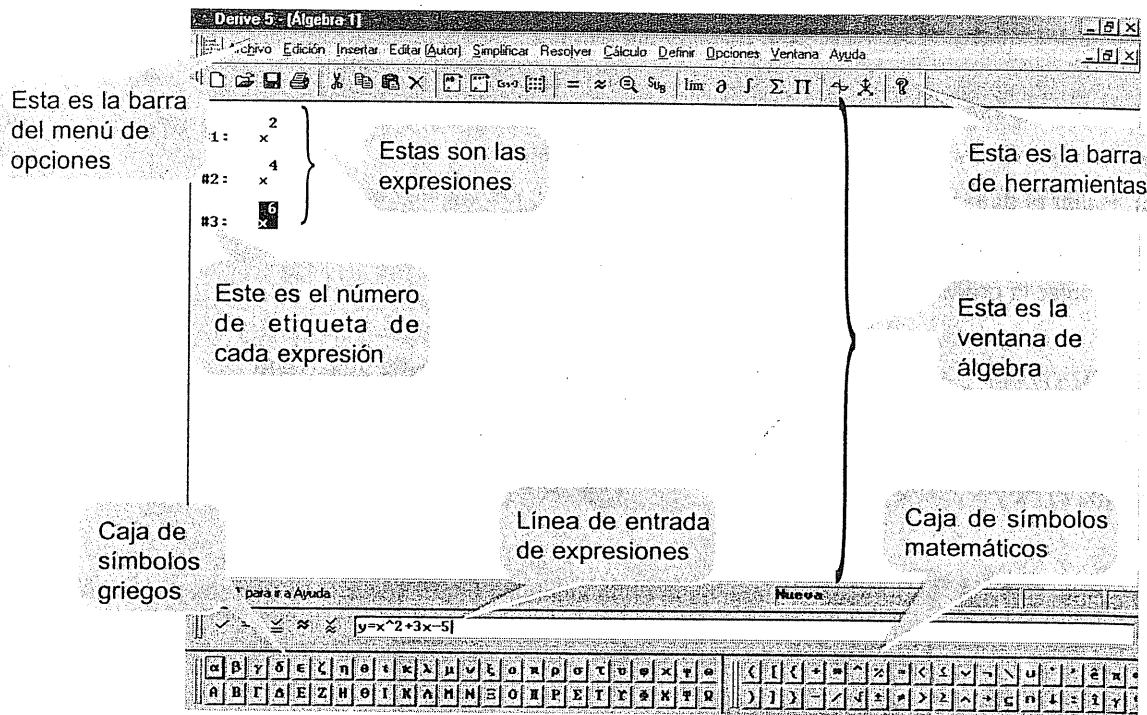 Derive 5 - [Álgebra 1]
Archivo Edición Insertar Editar (Autor) Simplificar Resolver Cálculo Definir Opciones Ventana Ayuda
= ≈ SUB lim ∂ ∫ Σ Π ?
Esta es la barra
del menú de
opciones
1: x^2
#2: x^4
#3: x^6
Estas son las
expresiones
Esta es la barra
de herramientas
Este es el número
de etiqueta de
cada expresión
Esta es la
ventana de
álgebra
Caja de
símbolos
griegos
Línea de entrada
de expresiones
Caja de símbolos
matemáticos
para ir a Ayuda Nueva
y=x^2+3x-5
α β γ δ ε ζ η θ ι κ λ μ ν ξ ο π ρ σ τ υ φ χ ψ ω
Α Β Γ Δ Ε Ζ Η Θ Ι Κ Λ Μ Ν Ξ Ο Π Ρ Σ Τ Υ Φ Χ Ψ Ω